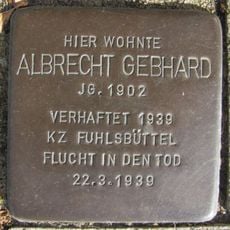 HIER WOHNTE
ALBRECHT GEBHARD
JG. 1902
VERHAFTET 1939
KZ FUHLSBÜTTEL
FLUCHT IN DEN TOD
22.3.1939